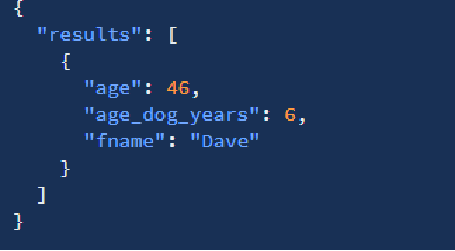 {
  "results": [
    {
      "age": 46,
      "age_dog_years": 6,
      "fname": "Dave"
    }
  ]
}